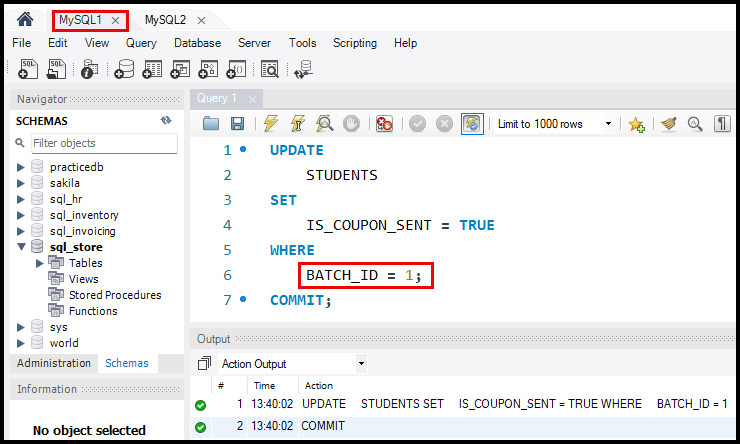 MySQL1 MySQL2
File Edit View Query Database Server Tools Scripting Help
Navigator
SCHEMAS
Filter objects
practicedb
sakila
sql_hr
sql_inventory
sql_invoicing
sql_store
Tables
Views
Stored Procedures
Functions
sys
world
Administration Schemas
Information
No object selected
Query 1
Limit to 1000 rows
1 UPDATE
2 STUDENTS
3 SET
4 IS_COUPON_SENT = TRUE
5 WHERE
6 BATCH_ID = 1;
7 COMMIT;
Output
Action Output
# Time Action
1 13:40:02 UPDATE STUDENTS SET IS_COUPON_SENT = TRUE WHERE BATCH_ID = 1
2 13:40:02 COMMIT